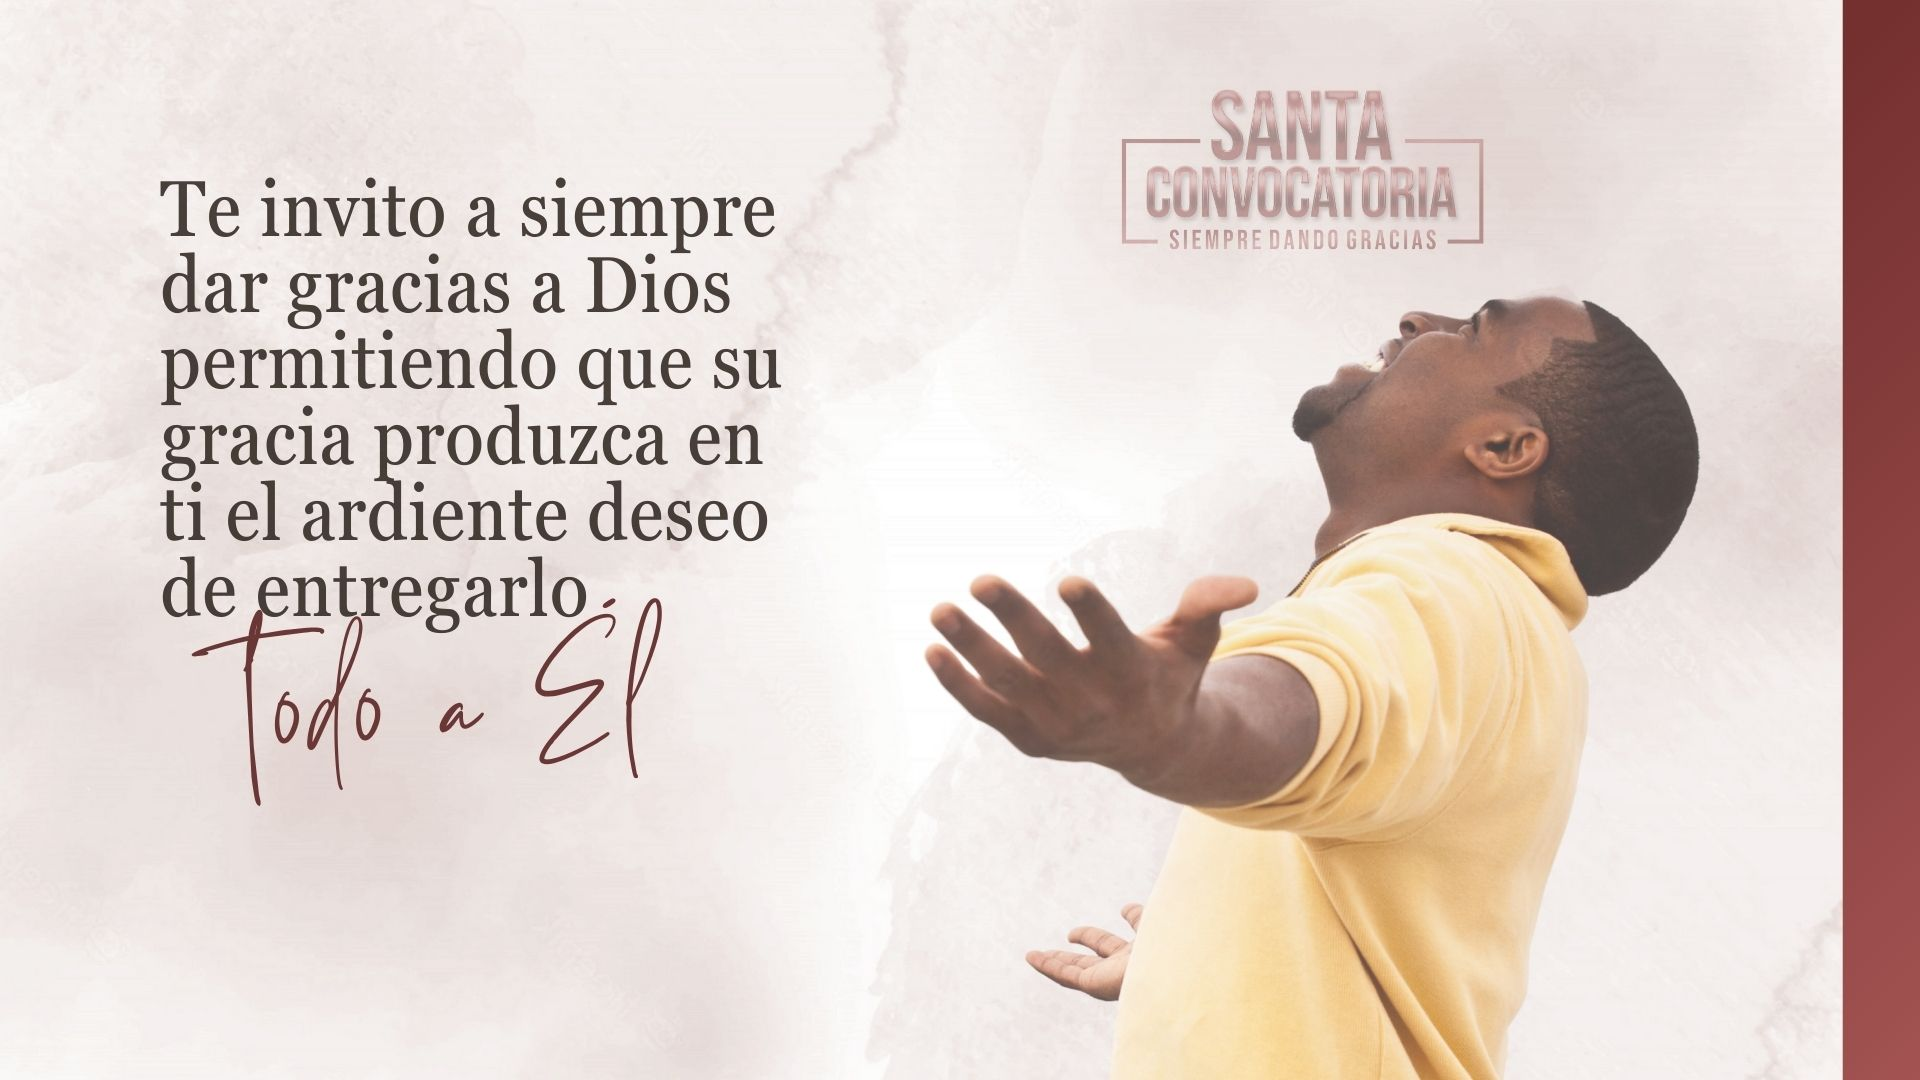 Te invito a siempre
dar gracias a Dios
permitiendo que su
gracia produzca en
ti el ardiente deseo
de entregarlo
Todo a Él
SANTA
CONVOCATORIA
SIEMPRE DANDO GRACIAS